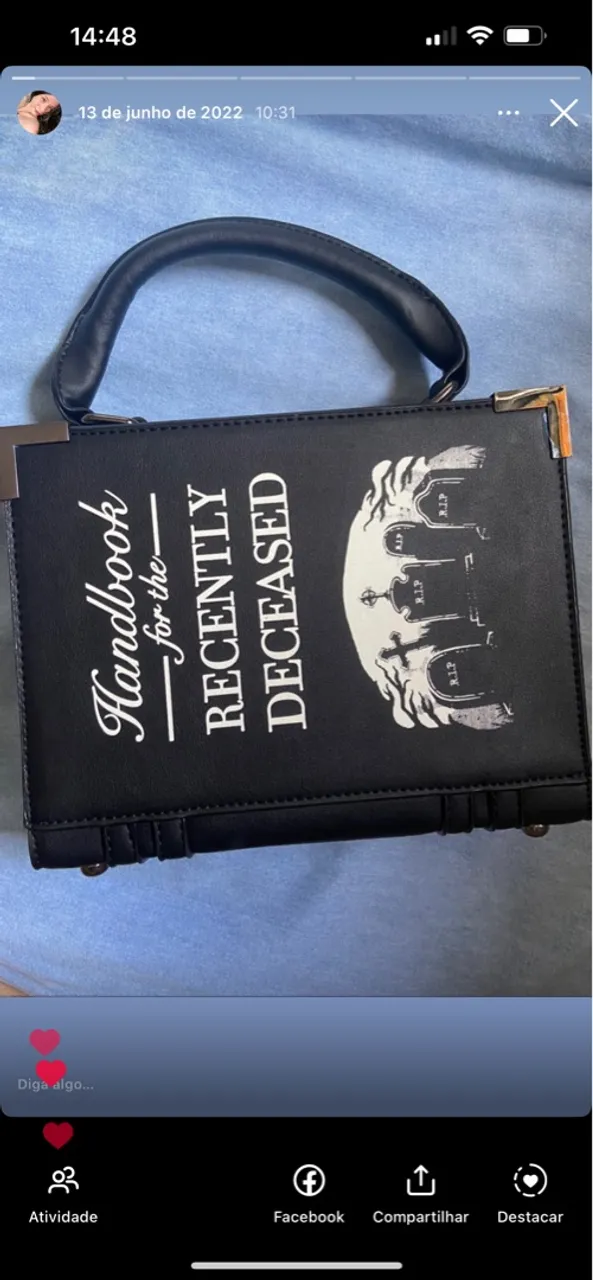 14:48
13 de junho de 2022 10:31
Handbook
for the
RECENTLY
DECEASED
R.I.P
R.I.P
R.I.P
R.I.P
Diga algo...
Atividade
Facebook
Compartilhar
Destacar